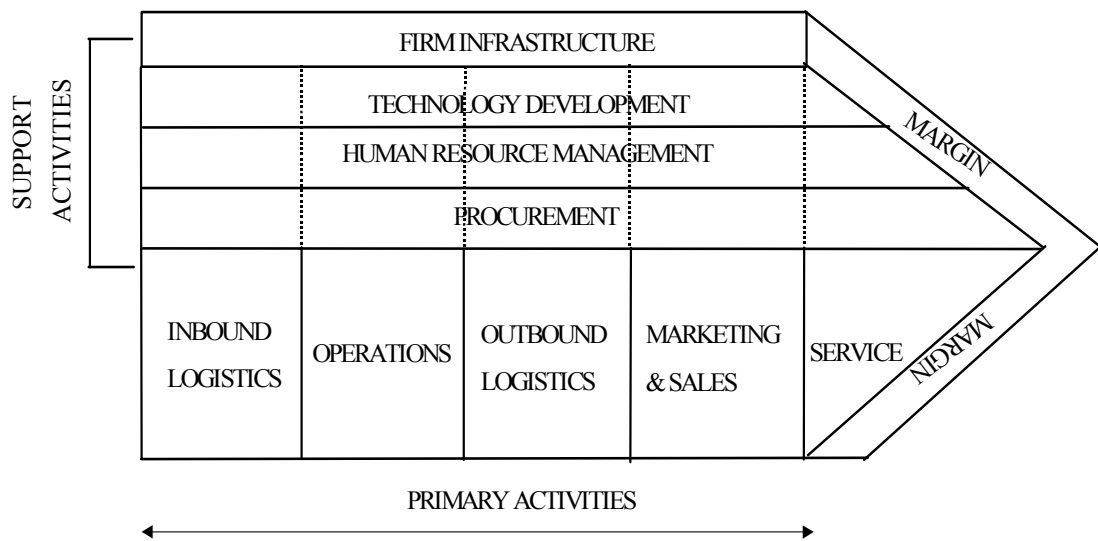 FIRM INFRASTRUCTURE
TECHNOLOGY DEVELOPMENT
HUMAN RESOURCE MANAGEMENT
PROCUREMENT
SUPPORT
ACTIVITIES
MARGIN
INBOUND
LOGISTICS
OPERATIONS
OUTBOUND
LOGISTICS
MARKETING
& SALES
SERVICE
MARGIN
PRIMARY ACTIVITIES